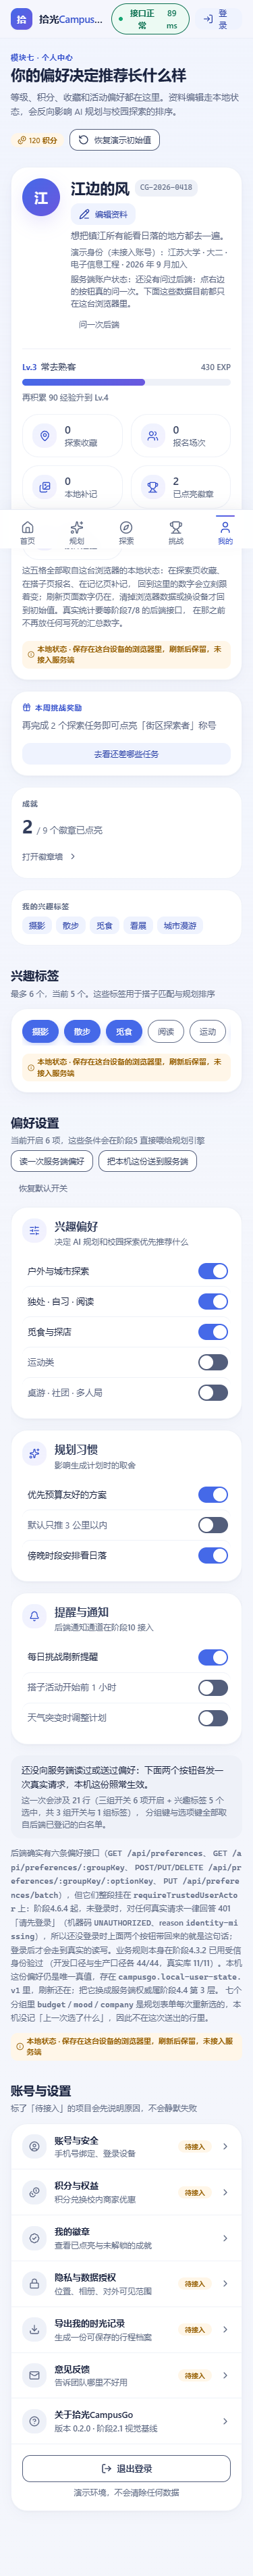 拾
拾光Campus...
接口正常
89 ms
登录
模块七 · 个人中心
你的偏好决定推荐长什么样
等级、积分、收藏和活动偏好都在这里。资料编辑走本地状态，会反向影响 AI 规划与校园探索的排序。
120 积分
恢复演示初始值
江
江边的风
CG-2026-0418
编辑资料
想把镇江所有能看日落的地方都去一遍。
演示身份（未接入账号）：江苏大学 · 大二 · 电子信息工程 · 2026 年 9 月加入
服务端账户状态：还没有问过后端：点右边的按钮真的问一次。下面这些数据目前都只在这台浏览器里。
问一次后端
Lv.3 常去熟客
430 EXP
再积累 90 经验升到 Lv.4
0
探索收藏
0
报名场次
0
本地补记
2
已点亮徽章
首页
规划
探索
挑战
我的
这五格全部取自这台浏览器的本地状态：在探索页收藏、在搭子页报名、在记忆页补记，回到这里的数字会立刻跟着变；刷新页面数字仍在，清掉浏览器数据或换设备才回到初始值。真实统计要等阶段7/8 的后端接口，在那之前不再放任何写死的汇总数字。
本地状态 · 保存在这台设备的浏览器里，刷新后保留，未接入服务端
本周挑战奖励
再完成 2 个探索任务即可点亮「街区探索者」称号
去看还差哪些任务
成就
2 / 9 个徽章已点亮
打开徽章墙
我的兴趣标签
摄影
散步
觅食
看展
城市漫游
兴趣标签
最多 6 个，当前 5 个。这些标签用于搭子匹配与规划排序
摄影
散步
觅食
阅读
运动
本地状态 · 保存在这台设备的浏览器里，刷新后保留，未接入服务端
偏好设置
当前开启 6 项，这些条件会在阶段5 直接喂给规划引擎
读一次服务端偏好
把本机这份送到服务端
恢复默认开关
兴趣偏好
决定 AI 规划和校园探索优先推荐什么
户外与城市探索
独处 · 自习 · 阅读
觅食与探店
运动类
桌游 · 社团 · 多人局
规划习惯
影响生成计划时的取舍
优先预算友好的方案
默认只推 3 公里以内
傍晚时段安排看日落
提醒与通知
后端通知通道在阶段10 接入
每日挑战刷新提醒
搭子活动开始前 1 小时
天气突变时调整计划
还没向服务端读过或送过偏好：下面两个按钮各发一次真实请求，本机这份照常生效。
这一次会涉及 21 行（三组开关 6 项开启 + 兴趣标签 5 个选中，共 3 组开关与 1 组标签），分组键与选项键全部取自后端已登记的白名单。
后端确实有六条偏好接口（GET /api/preferences、GET /api/preferences/:groupKey、POST/PUT/DELETE /api/preferences/:groupKey/:optionKey、PUT /api/preferences/batch），但它们整段挂在 requireTrustedUserActor 上：阶段4.6.4 起，未登录时，对任何真实请求一律回答 401「请先登录」（机器码 UNAUTHORIZED、reason identity-missing），所以还没登录时上面两个按钮带回来的就是这句话；登录后才会走到真实的读写。业务规则本身在阶段4.3.2 已用受信身份验过（开发口径与生产口径各 44/44，真实库 11/11）。本机这份偏好仍是唯一真值，存在 campusgo.local-user-state.v1 里，刷新还在；把它换成服务端权威属阶段4.4 第 3 层。七个分组里 budget / mood / company 是规划表单每次重新选的，本机没记「上一次选了什么」，因此不在这次送出的行里。
本地状态 · 保存在这台设备的浏览器里，刷新后保留，未接入服务端
账号与设置
标了「待接入」的项目会先说明原因，不会静默失败
账号与安全
手机号绑定、登录设备
待接入
积分与权益
积分兑换校内商家优惠
待接入
我的徽章
查看已点亮与未解锁的成就
隐私与数据授权
位置、相册、对外可见范围
待接入
导出我的时光记录
生成一份可保存的行程档案
待接入
意见反馈
告诉团队哪里不好用
待接入
关于拾光CampusGo
版本 0.2.0 · 阶段2.1 视觉基线
退出登录
演示环境，不会清除任何数据